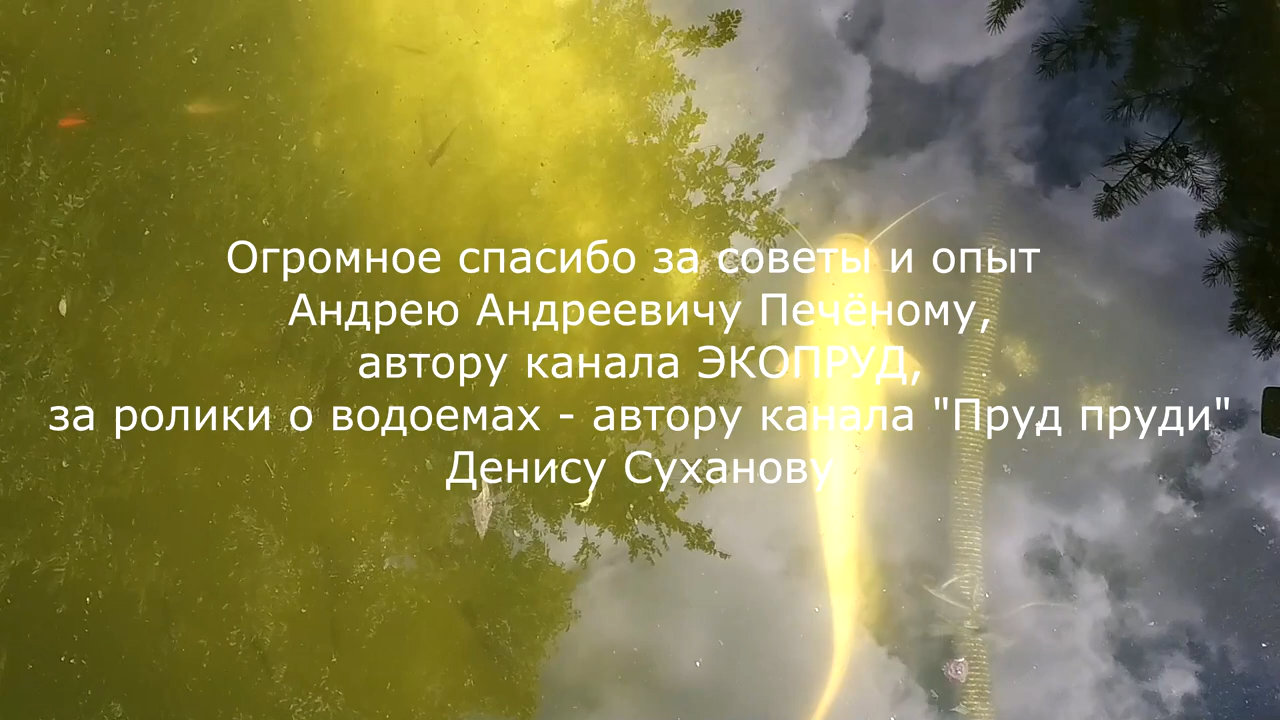 Огромное спасибо за советы и опыт
Андрею Андреевичу Печёному,
автору канала ЭКОПРУД,
за ролики о водоемах - автору канала "Пруд пруди"
Денису Суханову